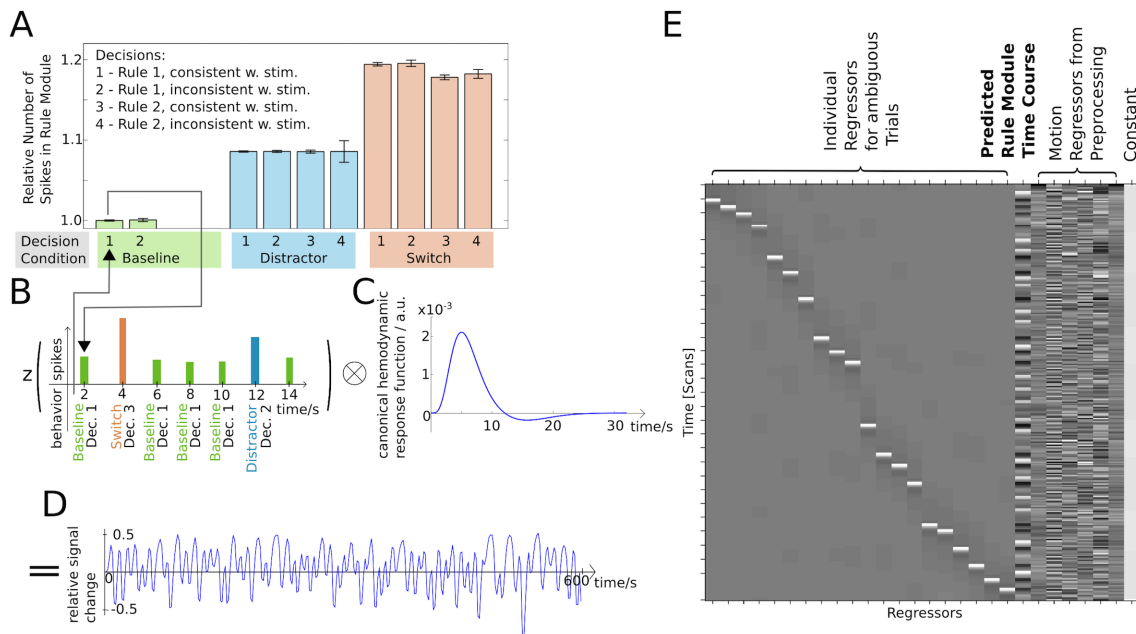 A
Relative Number of
Spikes in Rule Module
1.2
1.1
1.0
Decisions:
1 - Rule 1, consistent w. stim.
2 - Rule 1, inconsistent w. stim.
3 - Rule 2, consistent w. stim.
4 - Rule 2, inconsistent w. stim.
Decision
Condition
1 2
Baseline
1 2 3 4
Distractor
1 2 3 4
Switch
B
z
behavior
spikes
2 4 6 8 10 12 14
time/s
Baseline
Dec. 1
Switch
Dec. 3
Baseline
Dec. 1
Baseline
Dec. 1
Baseline
Dec. 1
Distractor
Dec. 2
C
canonical hemodynamic
response function / a.u.
x10⁻³
2
1
0
10 20 30
time/s
D
=
relative signal
change
0.5
0
-0.5
600
time/s
E
Individual
Regressors
for ambiguous
Trials
Predicted
Rule Module
Time Course
Motion
Regressors from
Preprocessing
Constant
Time [Scans]
Regressors